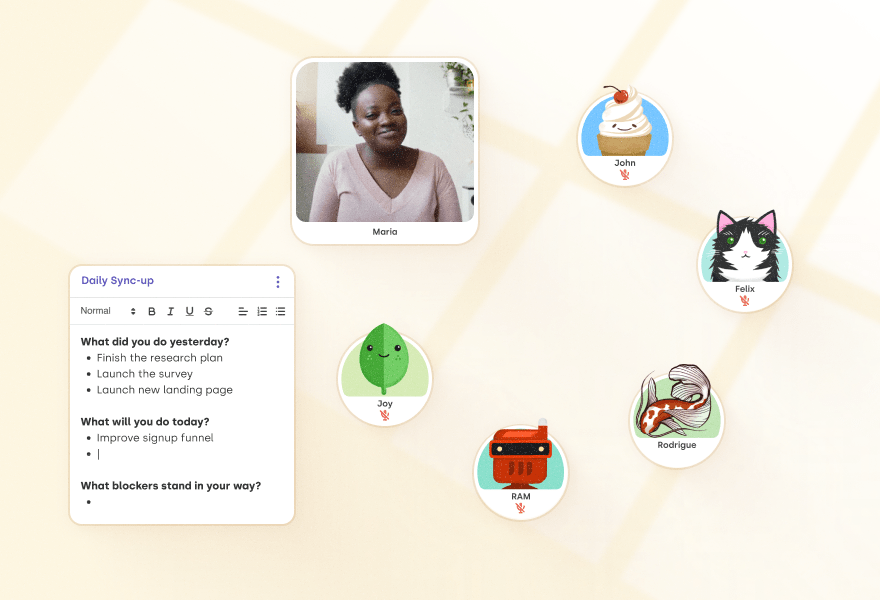 Maria
John
Felix
Daily Sync-up
Normal
B I U S
What did you do yesterday?
• Finish the research plan
• Launch the survey
• Launch new landing page
What will you do today?
• Improve signup funnel
•
What blockers stand in your way?
•
Joy
Rodrigue
RAM